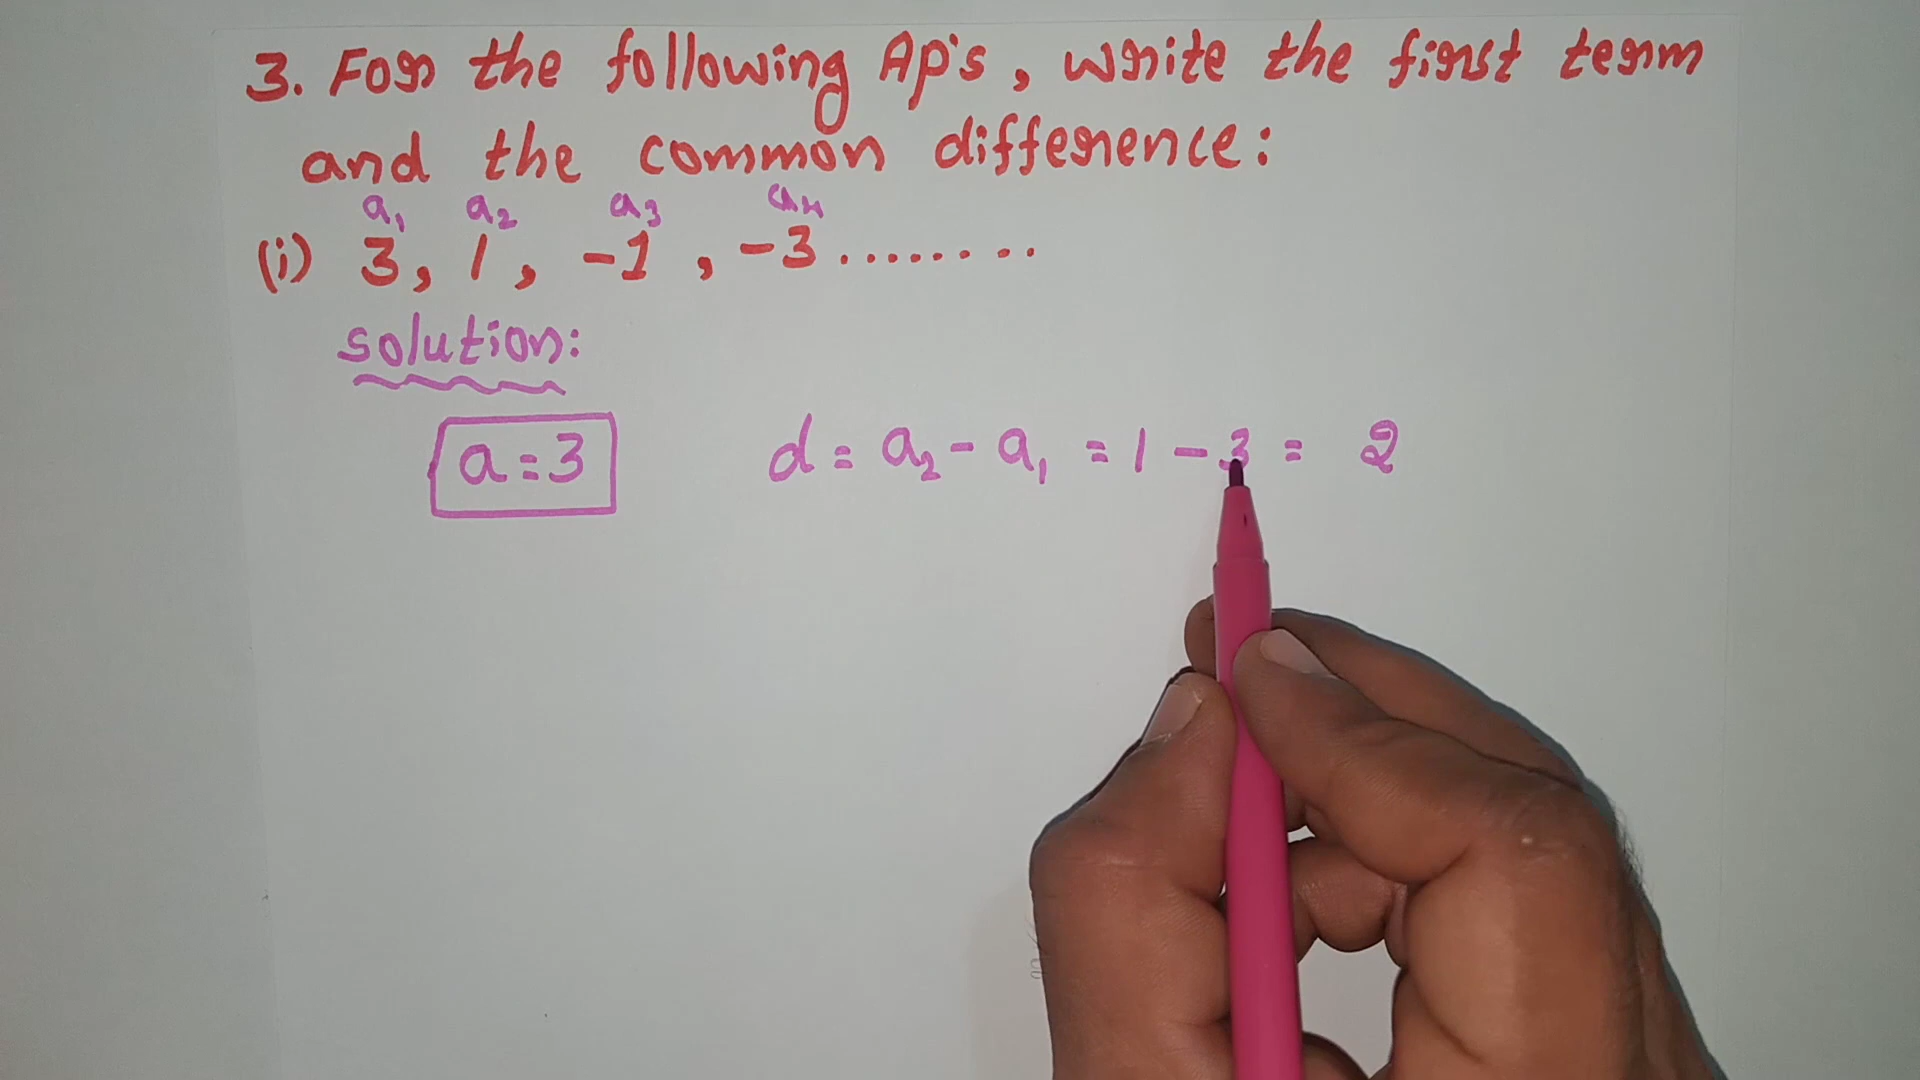 3. For the following AP's, write the first term
and the common difference:
a₁ a₂ a₃ a₄
(i) 3, 1, -1, -3........
solution:
a=3 d = a₂ - a₁ = 1 - 3 = 2